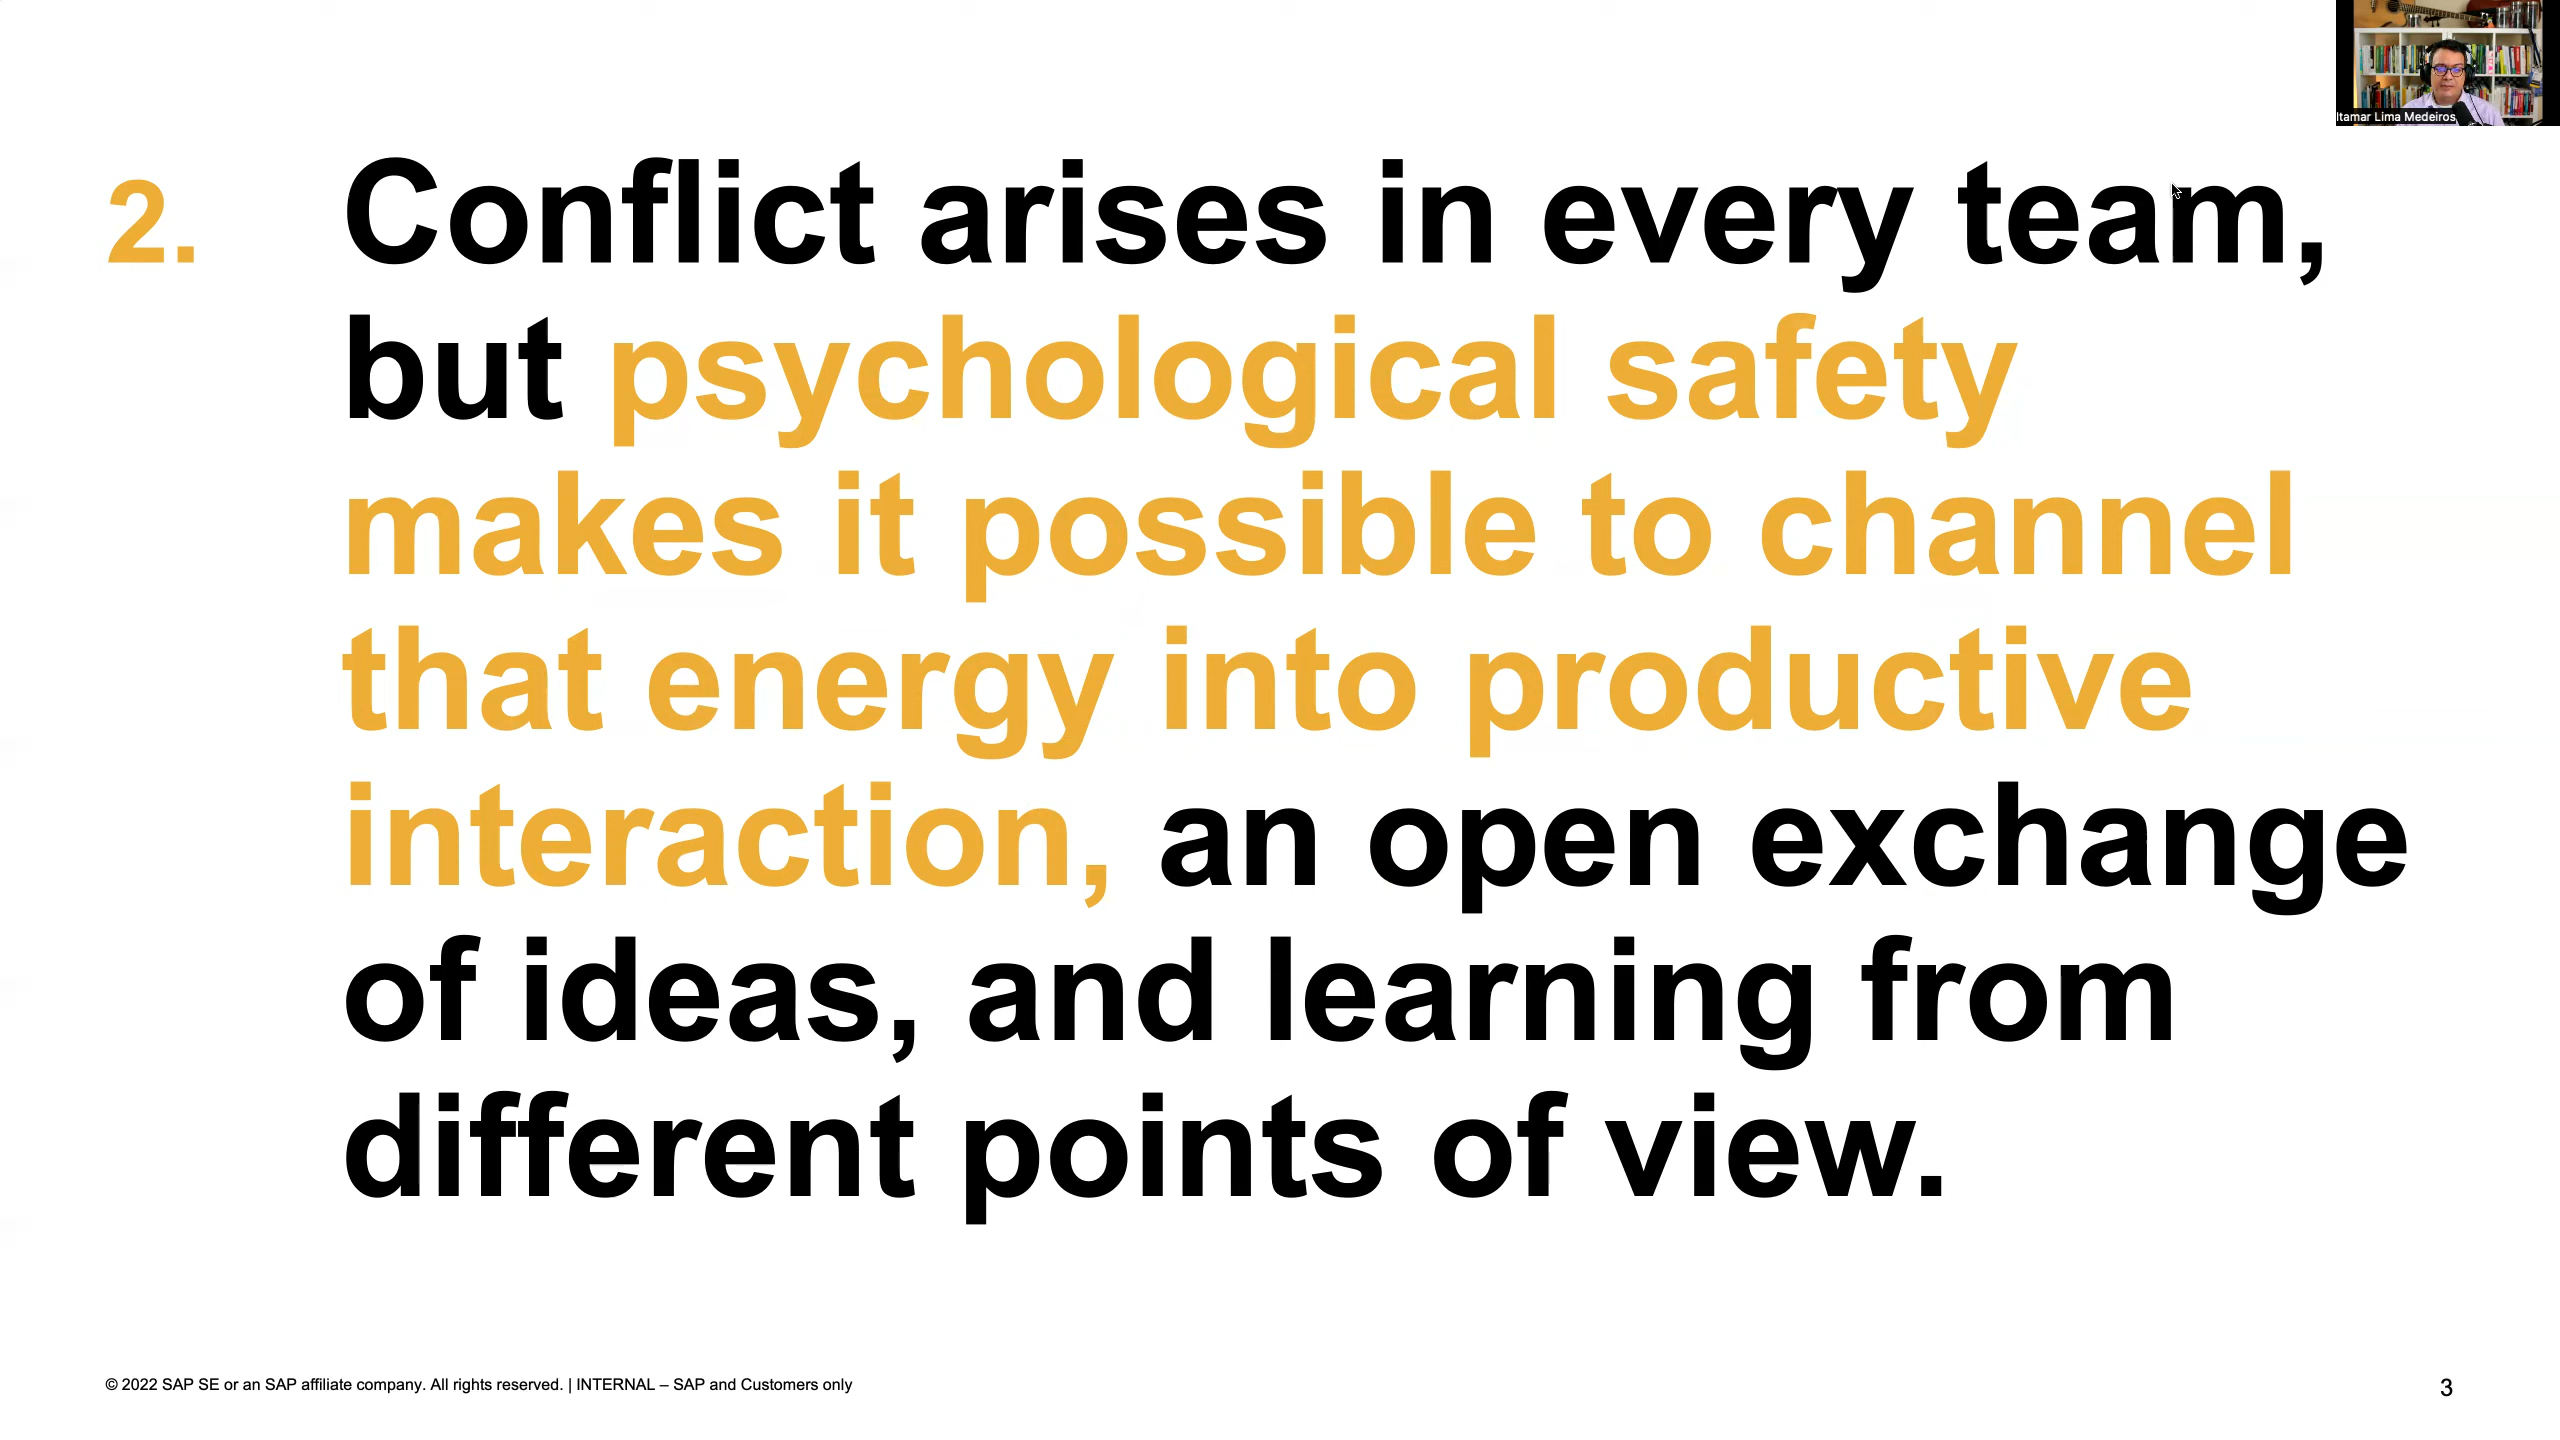 Itamar Lima Medeiros
2. Conflict arises in every team,
but psychological safety
makes it possible to channel
that energy into productive
interaction, an open exchange
of ideas, and learning from
different points of view.
© 2022 SAP SE or an SAP affiliate company. All rights reserved. | INTERNAL – SAP and Customers only
3